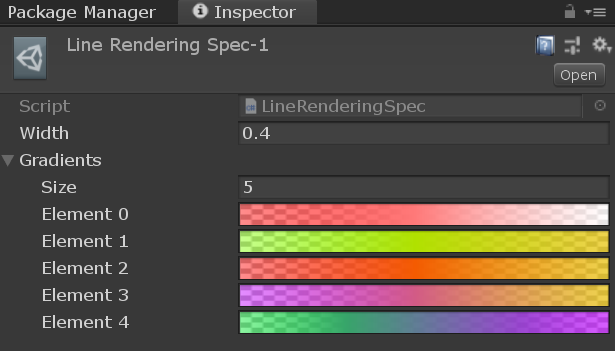 Package Manager Inspector
Line Rendering Spec-1
Open
Script LineRenderingSpec
Width 0.4
Gradients
Size 5
Element 0
Element 1
Element 2
Element 3
Element 4